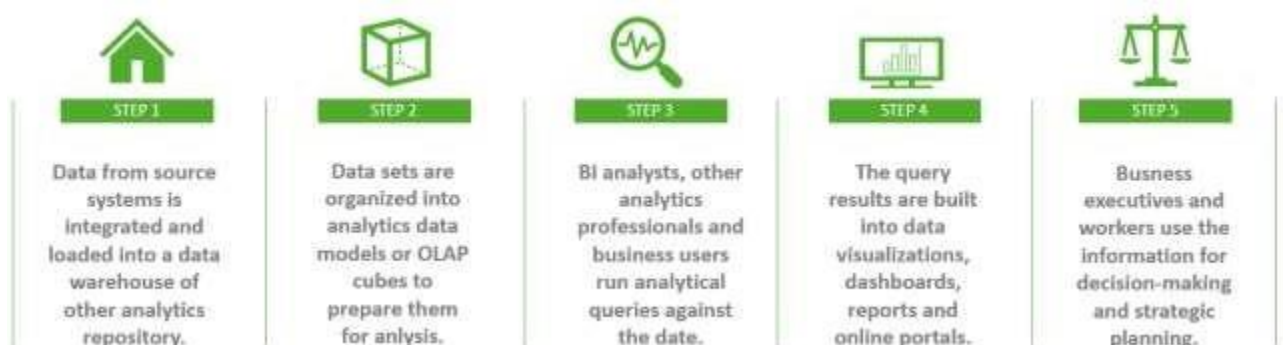 STEP 1
Data from source
systems is
integrated and
loaded into a data
warehouse of
other analytics
repository.
STEP 2
Data sets are
organized into
analytics data
models or OLAP
cubes to
prepare them
for anlysis.
STEP 3
BI analysts, other
analytics
professionals and
business users
run analytical
queries against
the date.
STEP 4
The query
results are built
into data
visualizations,
dashboards,
reports and
online portals.
STEP 5
Busness
executives and
workers use the
information for
decision-making
and strategic
planning.